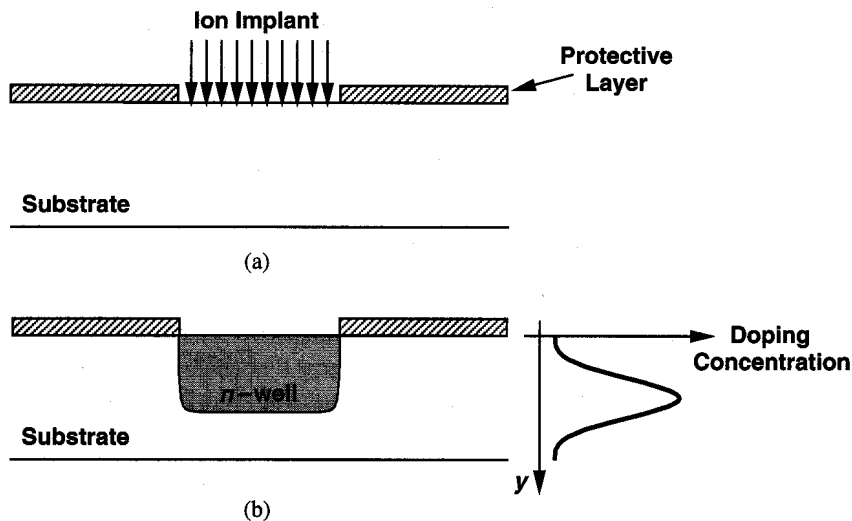 Ion Implant
Protective
Layer
Substrate
(a)
n-well
Doping
Concentration
Substrate
y
(b)